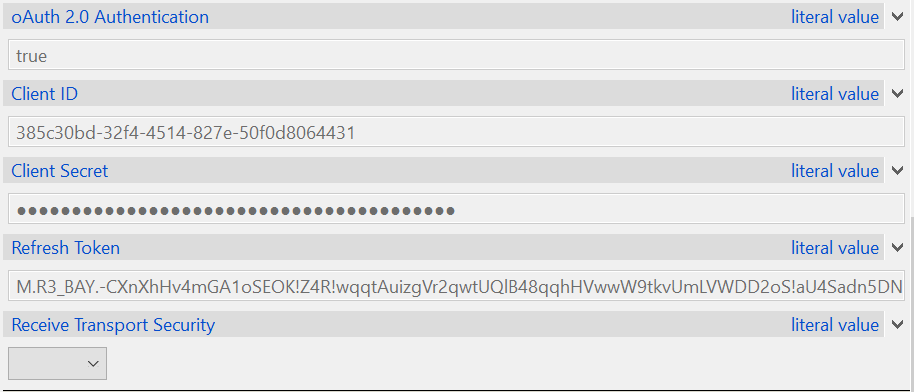 oAuth 2.0 Authentication literal value
true
Client ID literal value
385c30bd-32f4-4514-827e-50f0d8064431
Client Secret literal value
●●●●●●●●●●●●●●●●●●●●●●●●●●●●●●●●●●●●●●●●
Refresh Token literal value
M.R3_BAY.-CXnXhHv4mGA1oSEOK!Z4R!wqqtAuizgVr2qwtUQlB48qqhHVwwW9tkvUmLVWDD2oS!aU4Sadn5DN
Receive Transport Security literal value